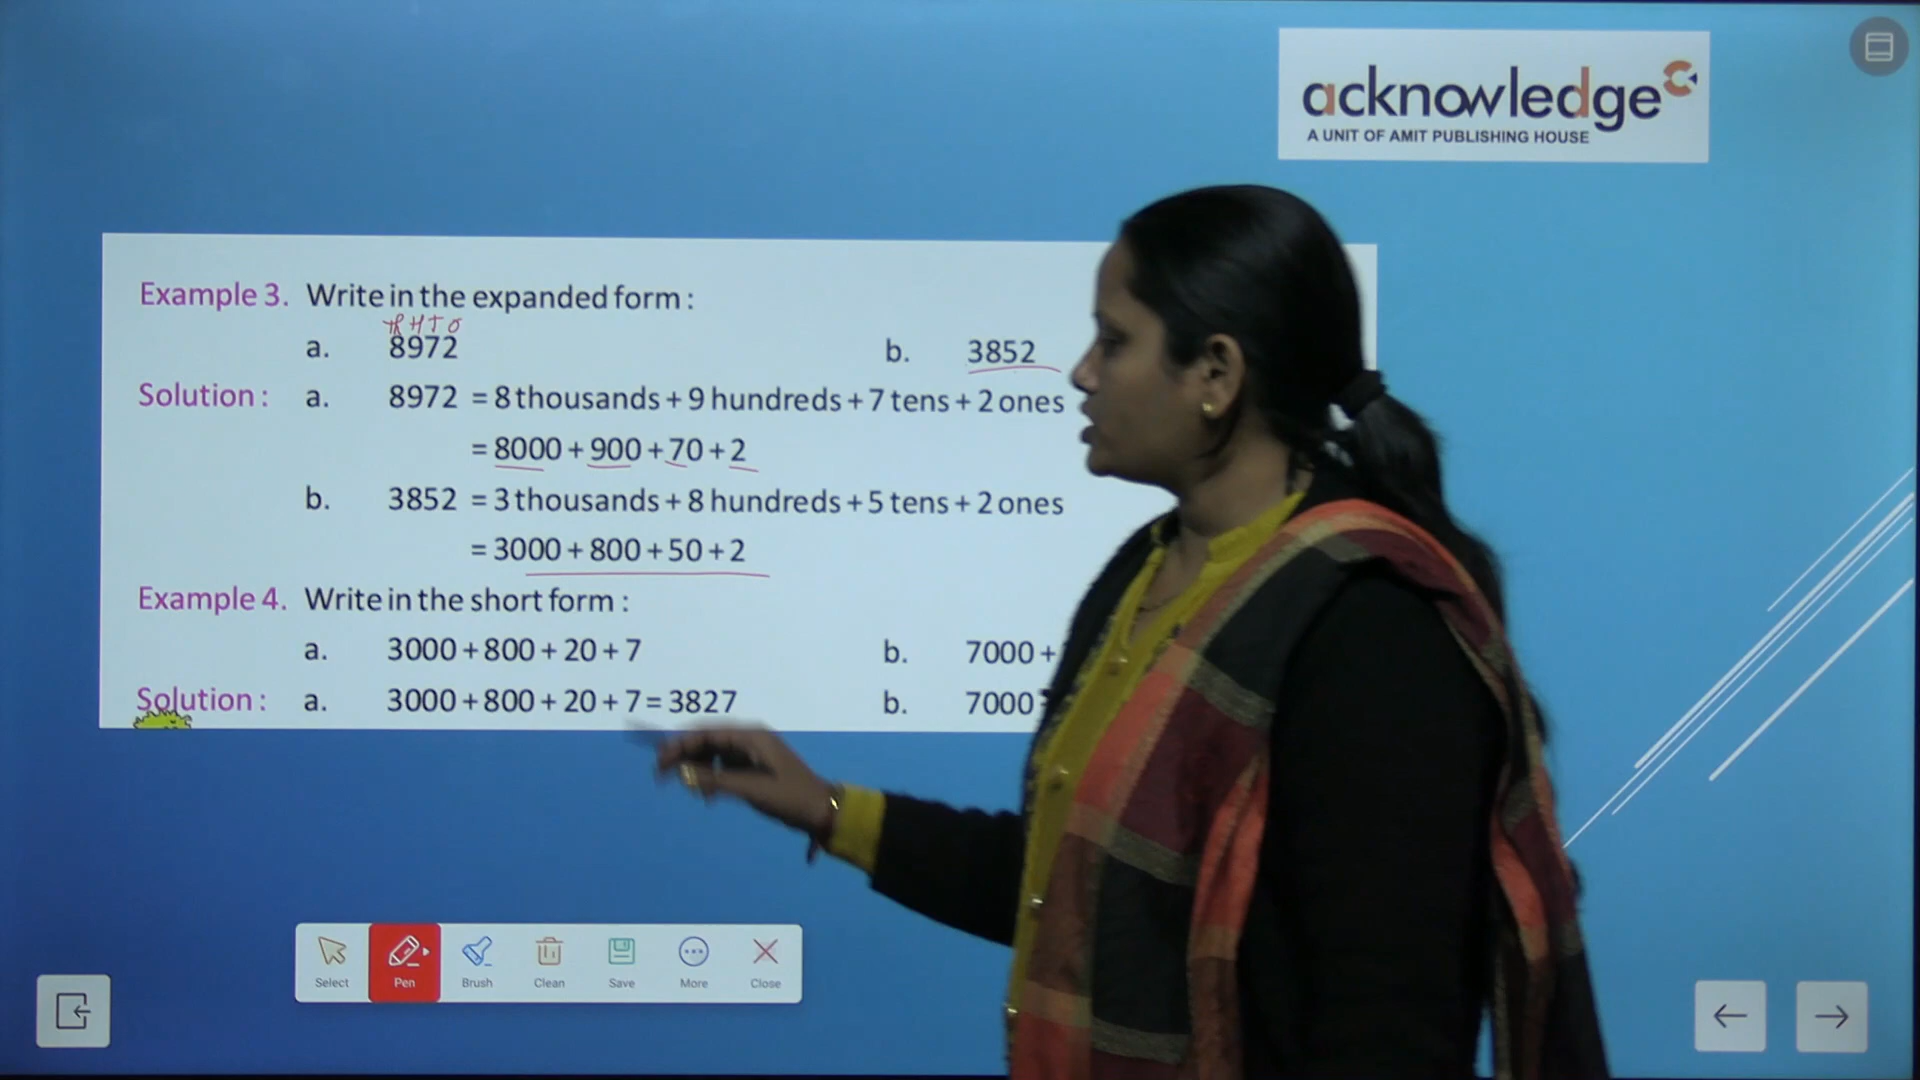 acknowledge
A UNIT OF AMIT PUBLISHING HOUSE
Example 3. Write in the expanded form :
Th H T O
a. 8972 b. 3852
Solution : a. 8972 = 8 thousands + 9 hundreds + 7 tens + 2 ones
= 8000 + 900 + 70 + 2
b. 3852 = 3 thousands + 8 hundreds + 5 tens + 2 ones
= 3000 + 800 + 50 + 2
Example 4. Write in the short form :
a. 3000 + 800 + 20 + 7 b. 7000 +
Solution : a. 3000 + 800 + 20 + 7 = 3827 b. 7000
Select Pen Brush Clean Save More Close